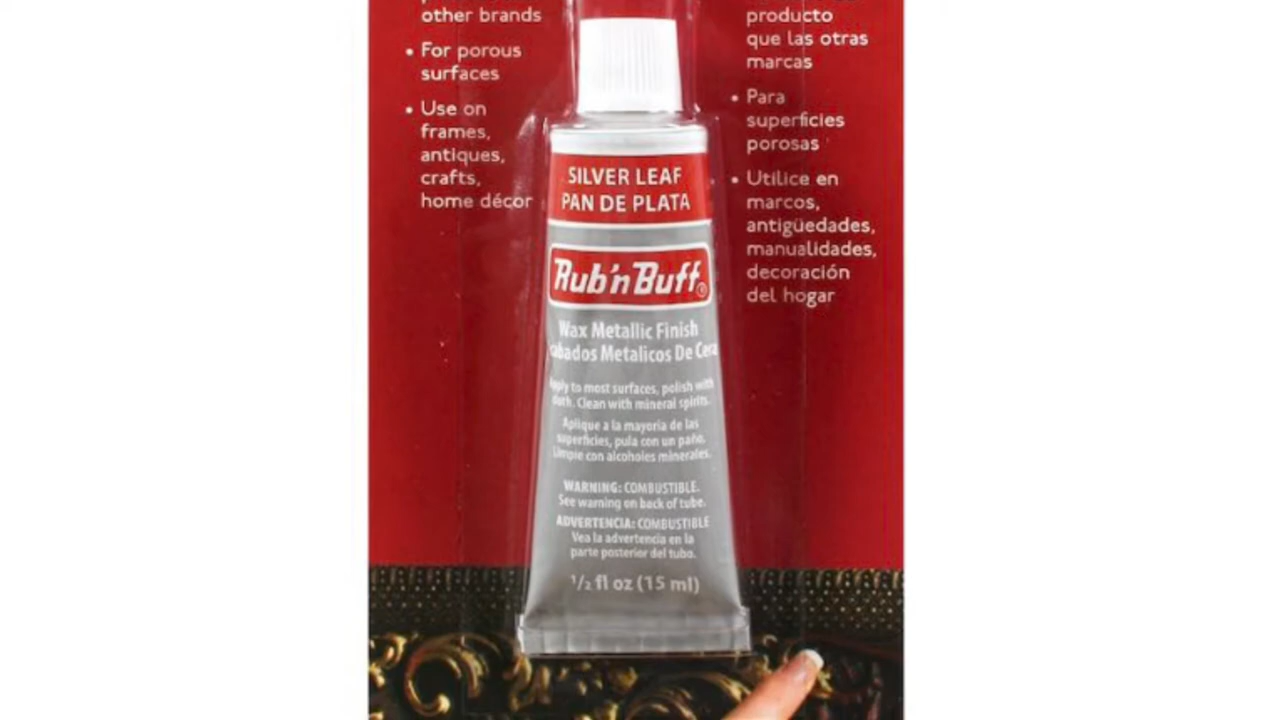 other brands
• For porous
surfaces
• Use on
frames,
antiques,
crafts,
home décor
SILVER LEAF
PAN DE PLATA
Rub'n Buff®
Wax Metallic Finish
Metalicos De
to most surfaces, polish with
Clean with mineral spirits.
Aplique a la mayoria de las
superficies, pula con un paño.
Limpie con alcoholes minerales.
WARNING: COMBUSTIBLE.
See warning on back of tube.
ADVERTENCIA: COMBUSTIBLE
Vea la advertencia en la
parte posterior del tubo.
1/2 fl oz (15 ml)
producto
que las otras
marcas
• Para
superficies
porosas
• Utilice en
marcos,
antigüedades,
manualidades,
decoración
del hogar